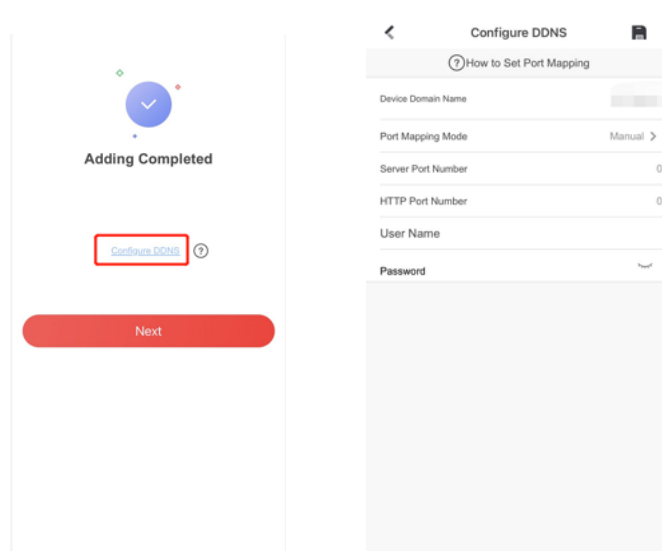 Adding Completed
Configure DDNS ?
Next
Configure DDNS
? How to Set Port Mapping
Device Domain Name
Port Mapping Mode Manual >
Server Port Number 0
HTTP Port Number 0
User Name
Password